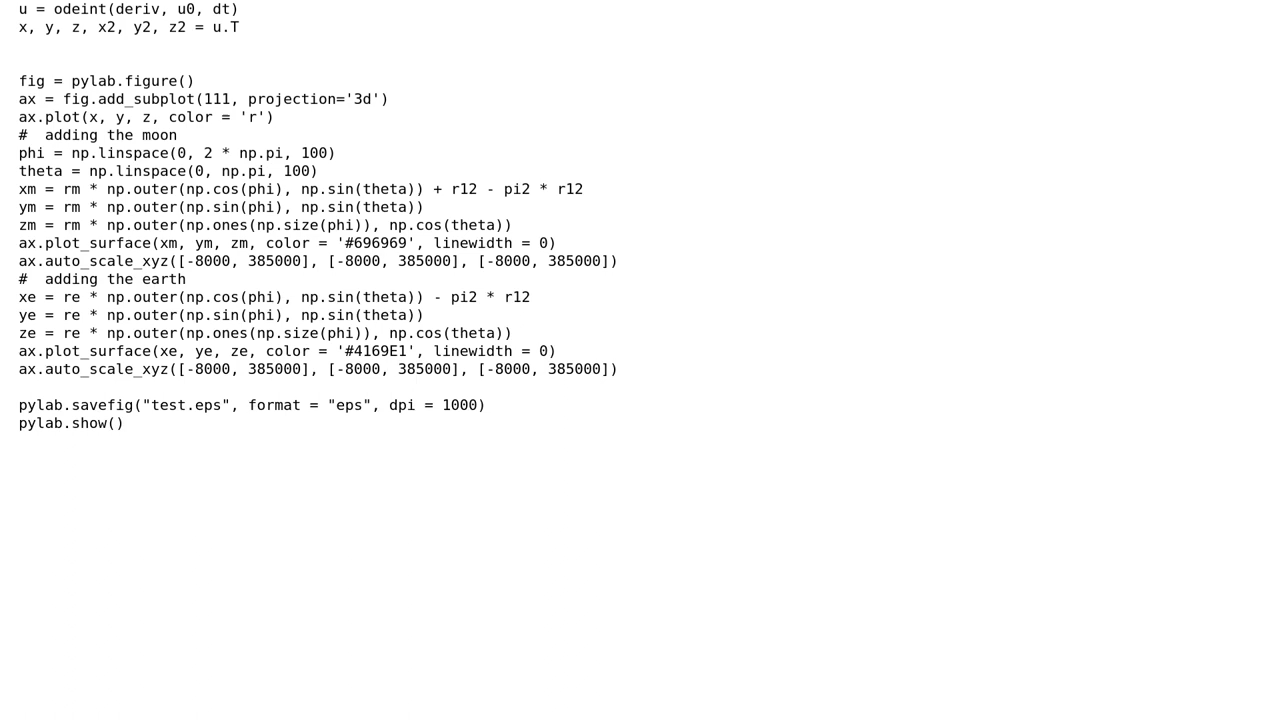 u = odeint(deriv, u0, dt)
x, y, z, x2, y2, z2 = u.T
fig = pylab.figure()
ax = fig.add_subplot(111, projection='3d')
ax.plot(x, y, z, color = 'r')
#  adding the moon
phi = np.linspace(0, 2 * np.pi, 100)
theta = np.linspace(0, np.pi, 100)
xm = rm * np.outer(np.cos(phi), np.sin(theta)) + r12 - pi2 * r12
ym = rm * np.outer(np.sin(phi), np.sin(theta))
zm = rm * np.outer(np.ones(np.size(phi)), np.cos(theta))
ax.plot_surface(xm, ym, zm, color = '#696969', linewidth = 0)
ax.auto_scale_xyz([-8000, 385000], [-8000, 385000], [-8000, 385000])
#  adding the earth
xe = re * np.outer(np.cos(phi), np.sin(theta)) - pi2 * r12
ye = re * np.outer(np.sin(phi), np.sin(theta))
ze = re * np.outer(np.ones(np.size(phi)), np.cos(theta))
ax.plot_surface(xe, ye, ze, color = '#4169E1', linewidth = 0)
ax.auto_scale_xyz([-8000, 385000], [-8000, 385000], [-8000, 385000])
pylab.savefig("test.eps", format = "eps", dpi = 1000)
pylab.show()